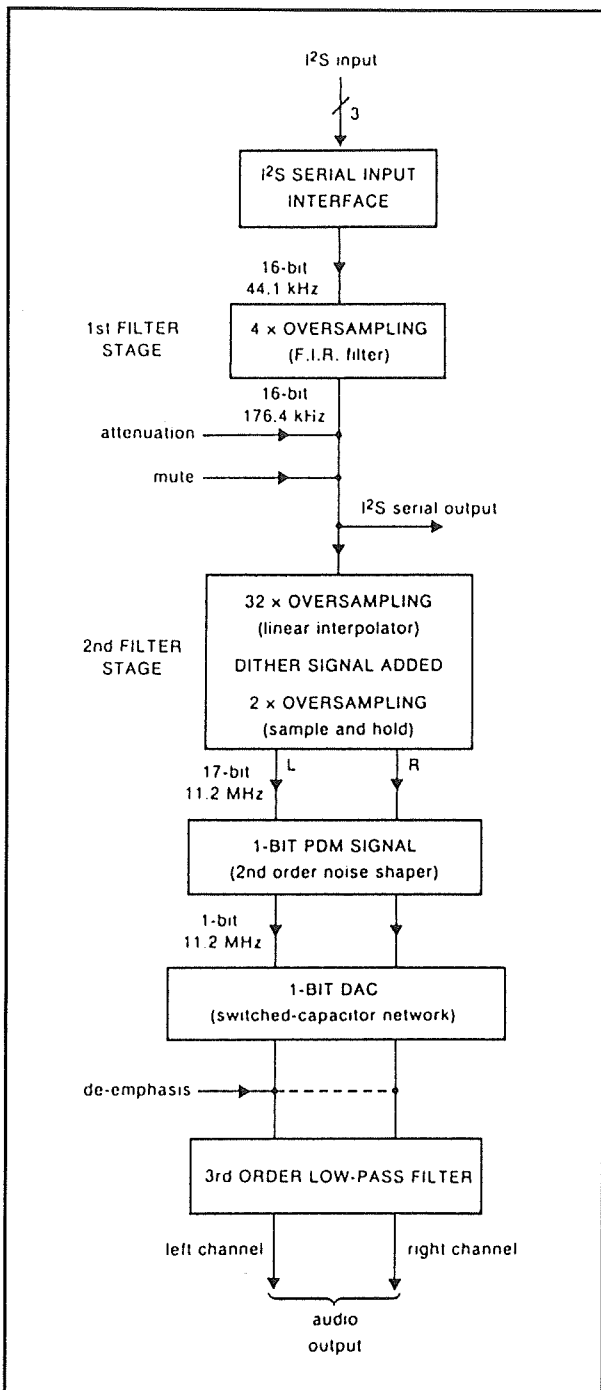 I²S input
3
I²S SERIAL INPUT
INTERFACE
16-bit
44.1 kHz
1st FILTER
STAGE
4 × OVERSAMPLING
(F.I.R. filter)
16-bit
176.4 kHz
attenuation
mute
I²S serial output
2nd FILTER
STAGE
32 × OVERSAMPLING
(linear interpolator)
DITHER SIGNAL ADDED
2 × OVERSAMPLING
(sample and hold)
17-bit
11.2 MHz
L
R
1-BIT PDM SIGNAL
(2nd order noise shaper)
1-bit
11.2 MHz
1-BIT DAC
(switched-capacitor network)
de-emphasis
3rd ORDER LOW-PASS FILTER
left channel
right channel
audio
output